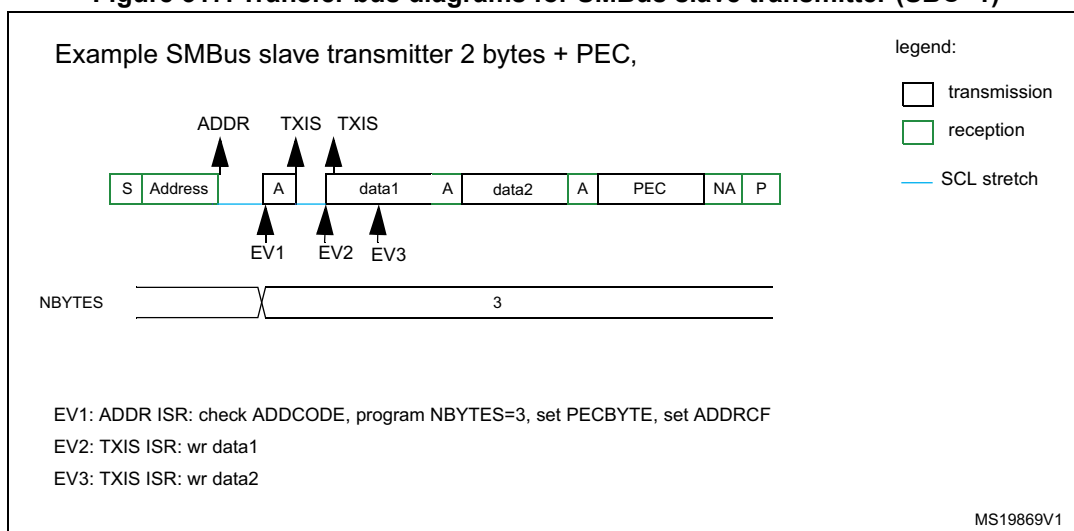 Example SMBus slave transmitter 2 bytes + PEC,
legend:
transmission
reception
SCL stretch
ADDR TXIS TXIS
S Address A data1 A data2 A PEC NA P
EV1 EV2 EV3
NBYTES 3
EV1: ADDR ISR: check ADDCODE, program NBYTES=3, set PECBYTE, set ADDRCF
EV2: TXIS ISR: wr data1
EV3: TXIS ISR: wr data2
MS19869V1